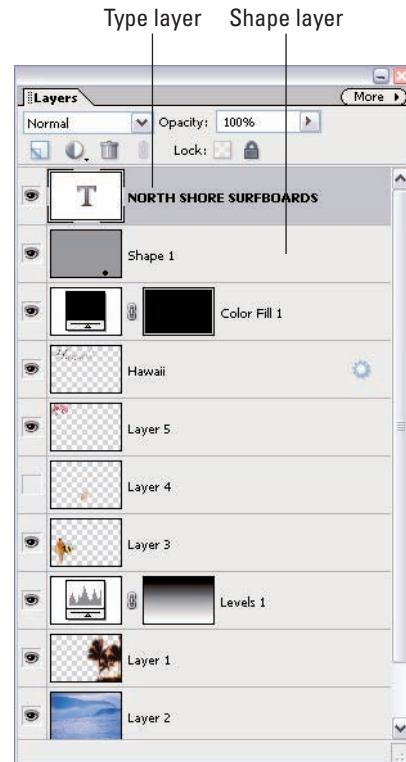 Type layer Shape layer
Layers
More
Normal Opacity: 100%
Lock:
T NORTH SHORE SURFBOARDS
Shape 1
Color Fill 1
Hawaii
Layer 5
Layer 4
Layer 3
Levels 1
Layer 1
Layer 2